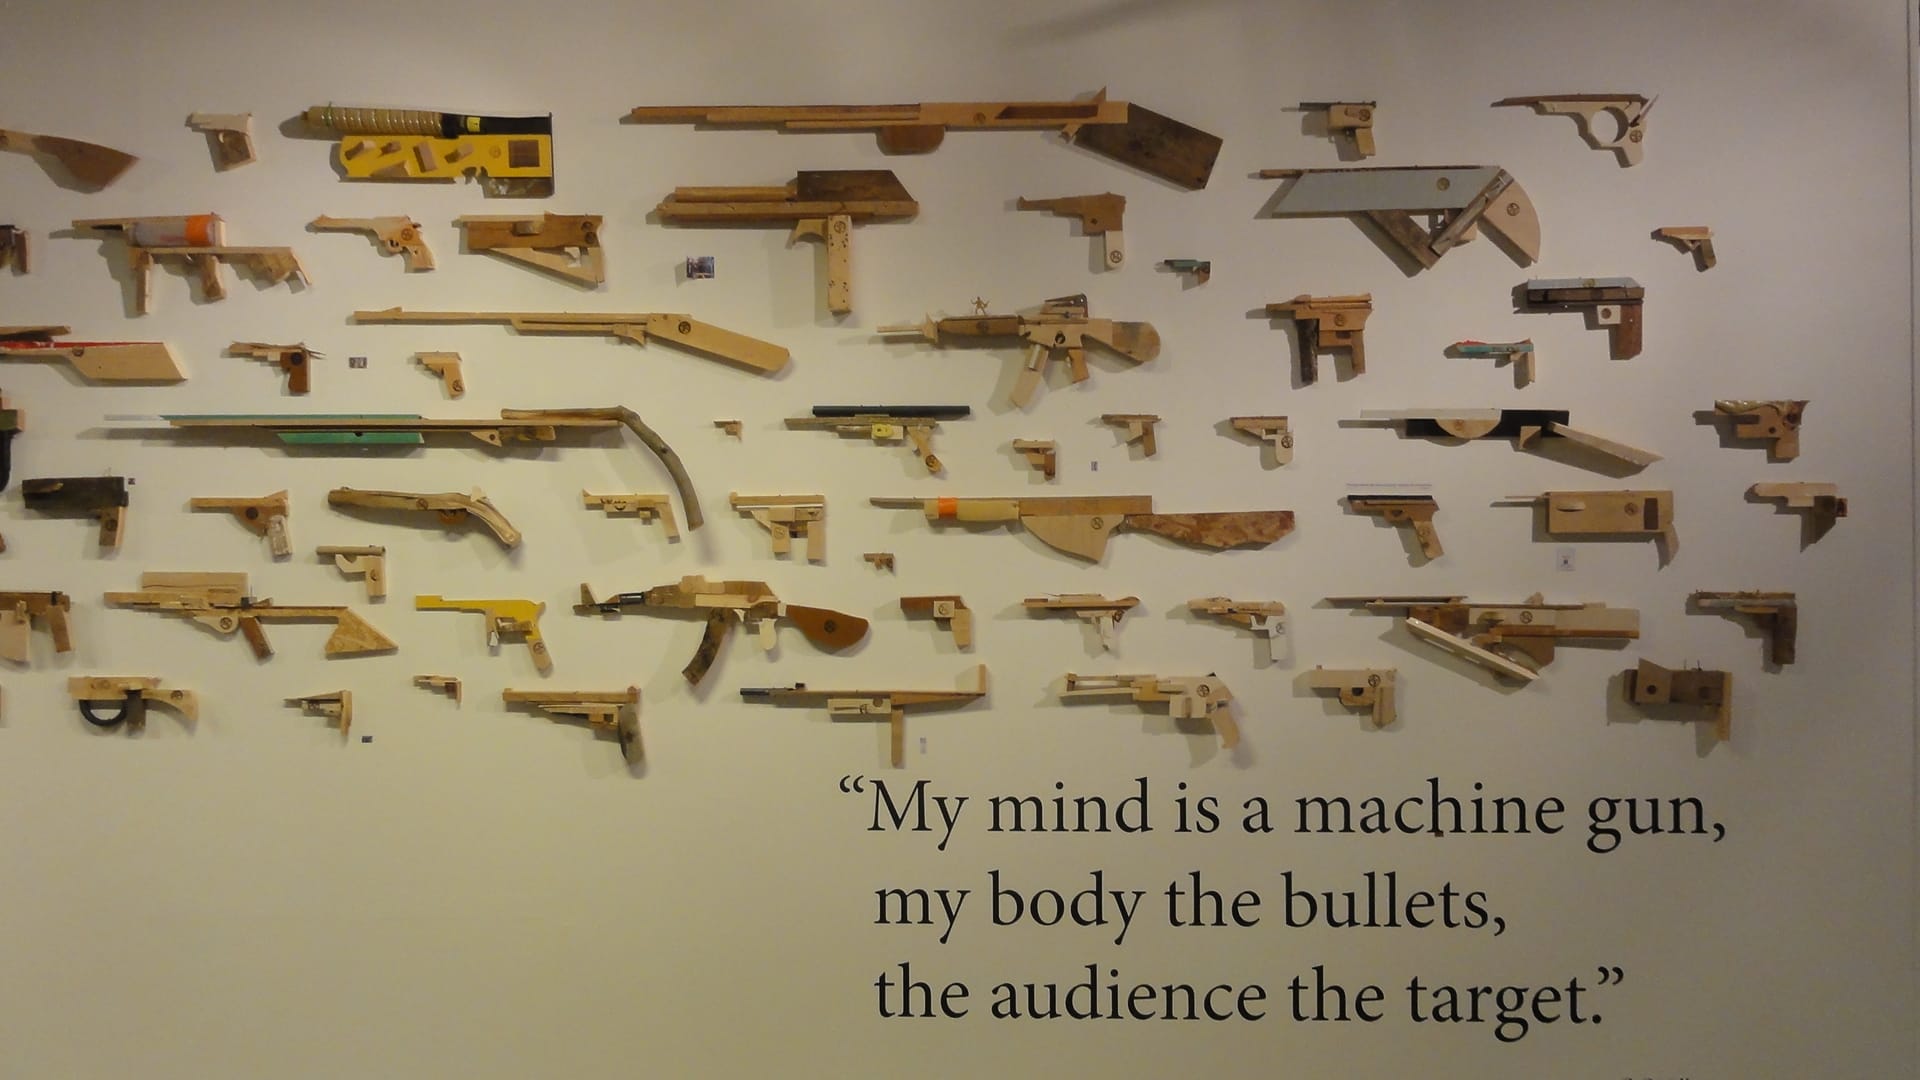 “My mind is a machine gun,
my body the bullets,
the audience the target.”